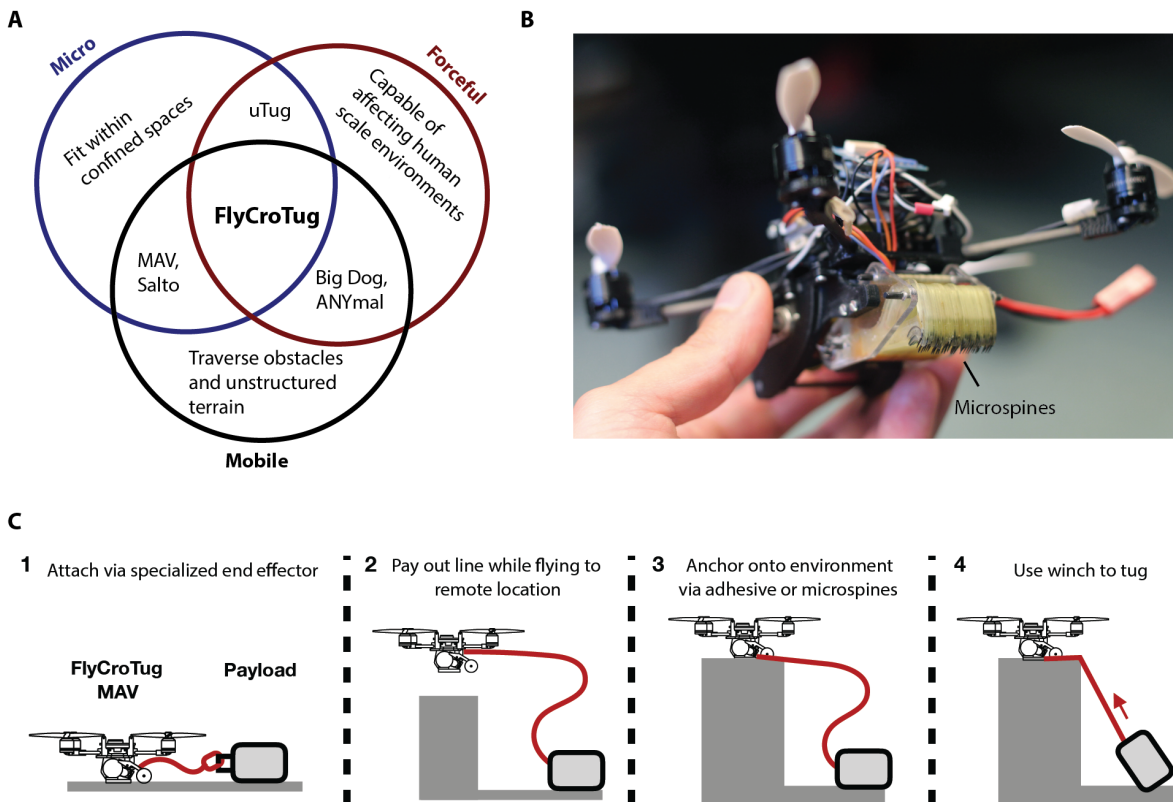 A
Micro
Forceful
Fit within
confined spaces
uTug
Capable of
affecting human
scale environments
FlyCroTug
MAV,
Salto
Big Dog,
ANYmal
Traverse obstacles
and unstructured
terrain
Mobile
B
Microspines
C
1
Attach via specialized end effector
FlyCroTug
MAV
Payload
2
Pay out line while flying to
remote location
3
Anchor onto environment
via adhesive or microspines
4
Use winch to tug